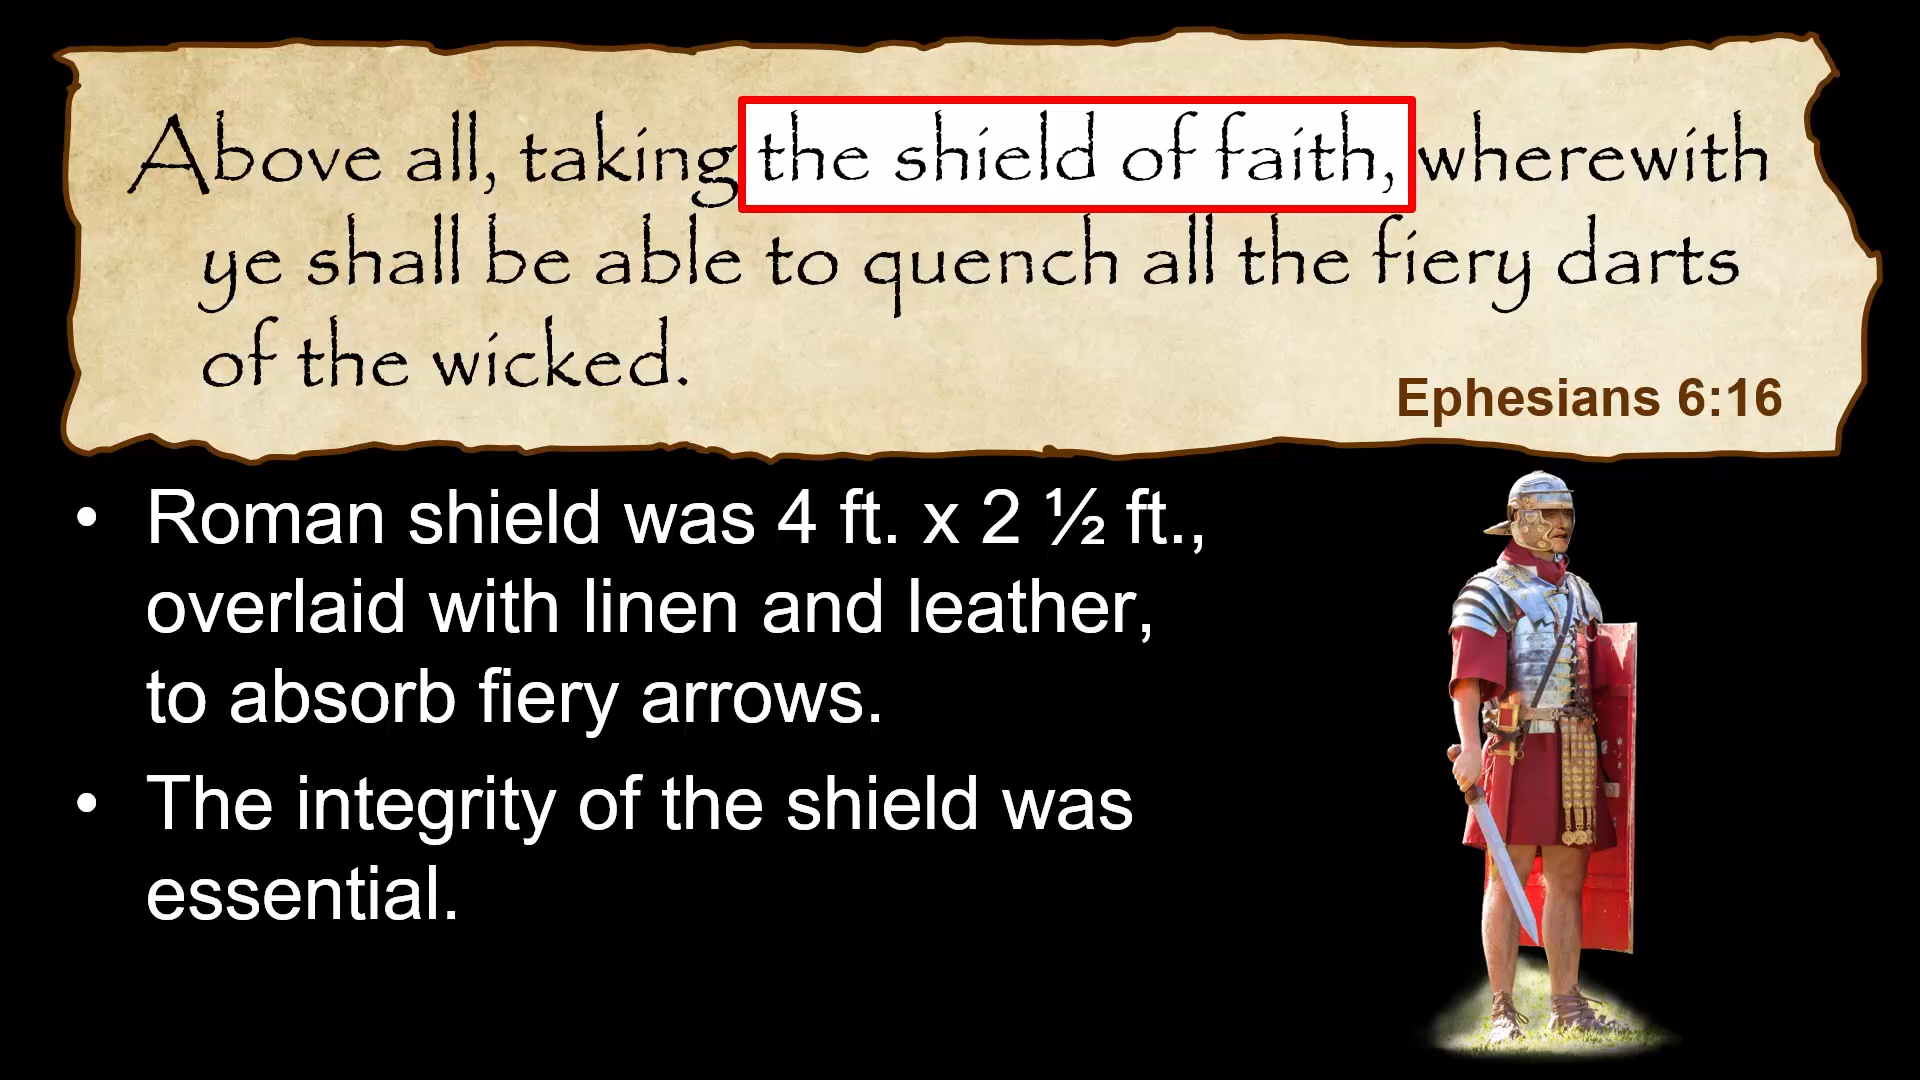 Above all, taking the shield of faith, wherewith
ye shall be able to quench all the fiery darts
of the wicked.
Ephesians 6:16
• Roman shield was 4 ft. x 2 ½ ft.,
overlaid with linen and leather,
to absorb fiery arrows.
• The integrity of the shield was
essential.